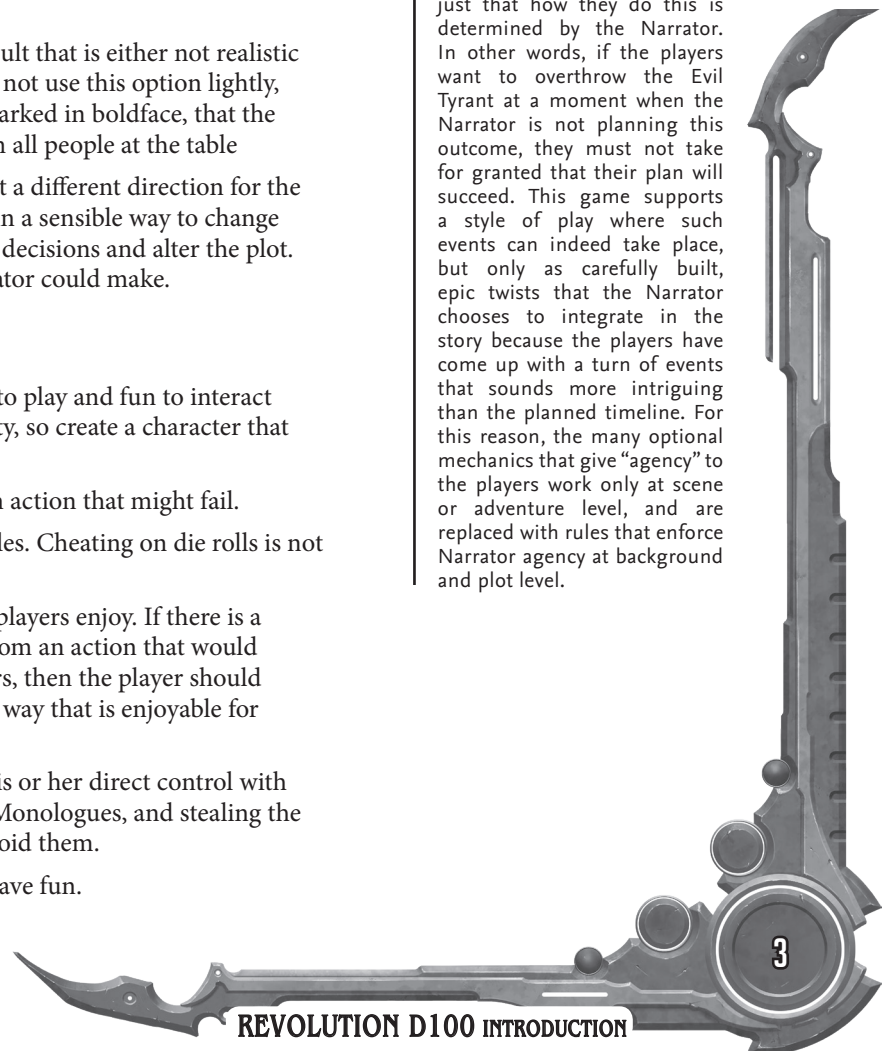 ult that is either not realistic
not use this option lightly,
arked in boldface, that the
all people at the table
t a different direction for the
n a sensible way to change
decisions and alter the plot.
ator could make.
to play and fun to interact
ty, so create a character that
n action that might fail.
les. Cheating on die rolls is not
players enjoy. If there is a
om an action that would
rs, then the player should
way that is enjoyable for
is or her direct control with
Monologues, and stealing the
oid them.
ave fun.
just that how they do this is
determined by the Narrator.
In other words, if the players
want to overthrow the Evil
Tyrant at a moment when the
Narrator is not planning this
outcome, they must not take
for granted that their plan will
succeed. This game supports
a style of play where such
events can indeed take place,
but only as carefully built,
epic twists that the Narrator
chooses to integrate in the
story because the players have
come up with a turn of events
that sounds more intriguing
than the planned timeline. For
this reason, the many optional
mechanics that give “agency” to
the players work only at scene
or adventure level, and are
replaced with rules that enforce
Narrator agency at background
and plot level.
3
REVOLUTION D100 INTRODUCTION